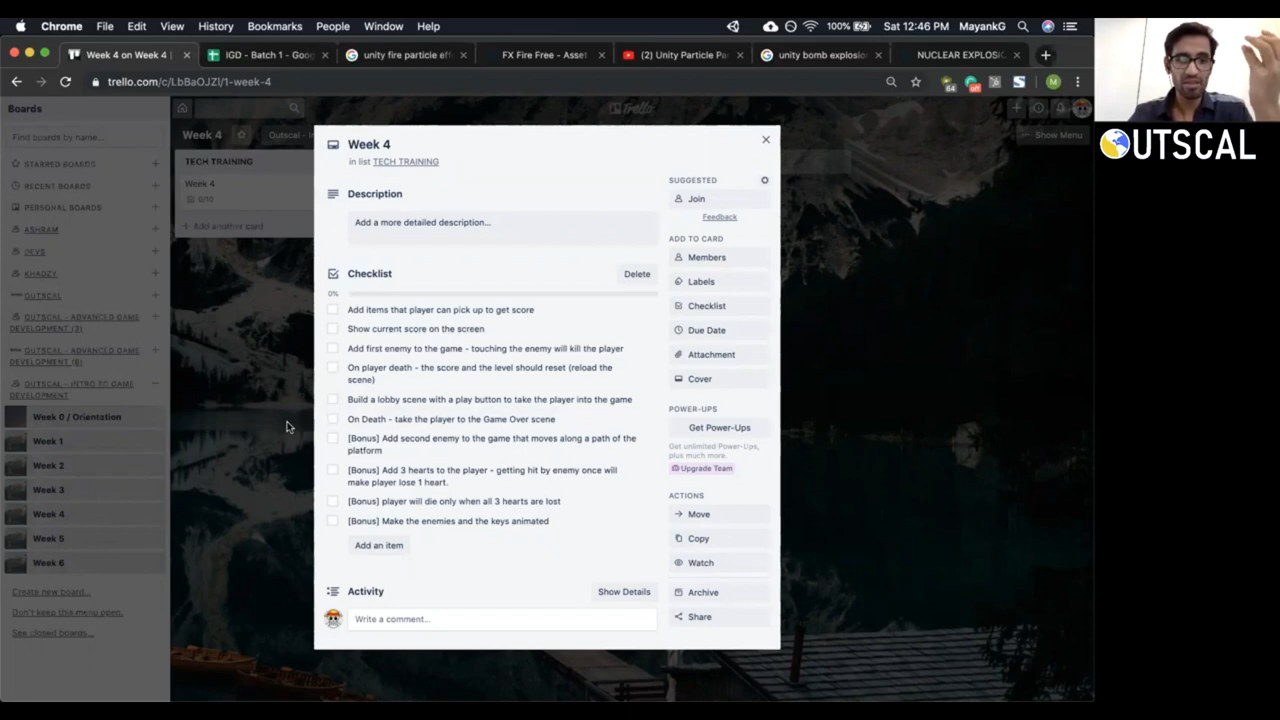 Chrome File Edit View History Bookmarks People Window Help 100% Sat 12:46 PM MayankG
Week 4 on Week 4 | IGD - Batch 1 - Goog unity fire particle eff FX Fire Free - Asset (2) Unity Particle Pa unity bomb explosion NUCLEAR EXPLOSIO
trello.com/c/LbBaOJZl/1-week-4
OUTSCAL
Boards
Find boards by name...
STARRED BOARDS
RECENT BOARDS
PERSONAL BOARDS
ASHRAM
DEVS
KHADZY
OUTSCAL
OUTSCAL - ADVANCED GAME
DEVELOPMENT (3)
OUTSCAL - ADVANCED GAME
DEVELOPMENT (6)
OUTSCAL - INTRO TO GAME
DEVELOPMENT
Week 0 / Orientation
Week 1
Week 2
Week 3
Week 4
Week 5
Week 6
Create new board...
Don't keep this menu open.
See closed boards...
Trello
Week 4 Outscal - Show Menu
TECH TRAINING
Week 4
0/10
+ Add another card
Week 4
in list TECH TRAINING
Description
Add a more detailed description...
Checklist
Delete
0%
Add items that player can pick up to get score
Show current score on the screen
Add first enemy to the game - touching the enemy will kill the player
On player death - the score and the level should reset (reload the
scene)
Build a lobby scene with a play button to take the player into the game
On Death - take the player to the Game Over scene
[Bonus] Add second enemy to the game that moves along a path of the
platform
[Bonus] Add 3 hearts to the player - getting hit by enemy once will
make player lose 1 heart.
[Bonus] player will die only when all 3 hearts are lost
[Bonus] Make the enemies and the keys animated
Add an item
Activity
Show Details
Write a comment...
SUGGESTED
Join
Feedback
ADD TO CARD
Members
Labels
Checklist
Due Date
Attachment
Cover
POWER-UPS
Get Power-Ups
Get unlimited Power-Ups,
plus much more.
Upgrade Team
ACTIONS
Move
Copy
Watch
Archive
Share